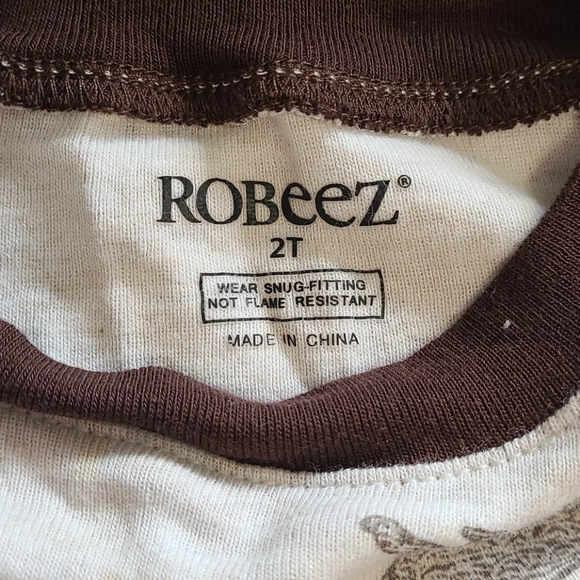 ROBeeZ®
2T
WEAR SNUG-FITTING
NOT FLAME RESISTANT
MADE IN CHINA